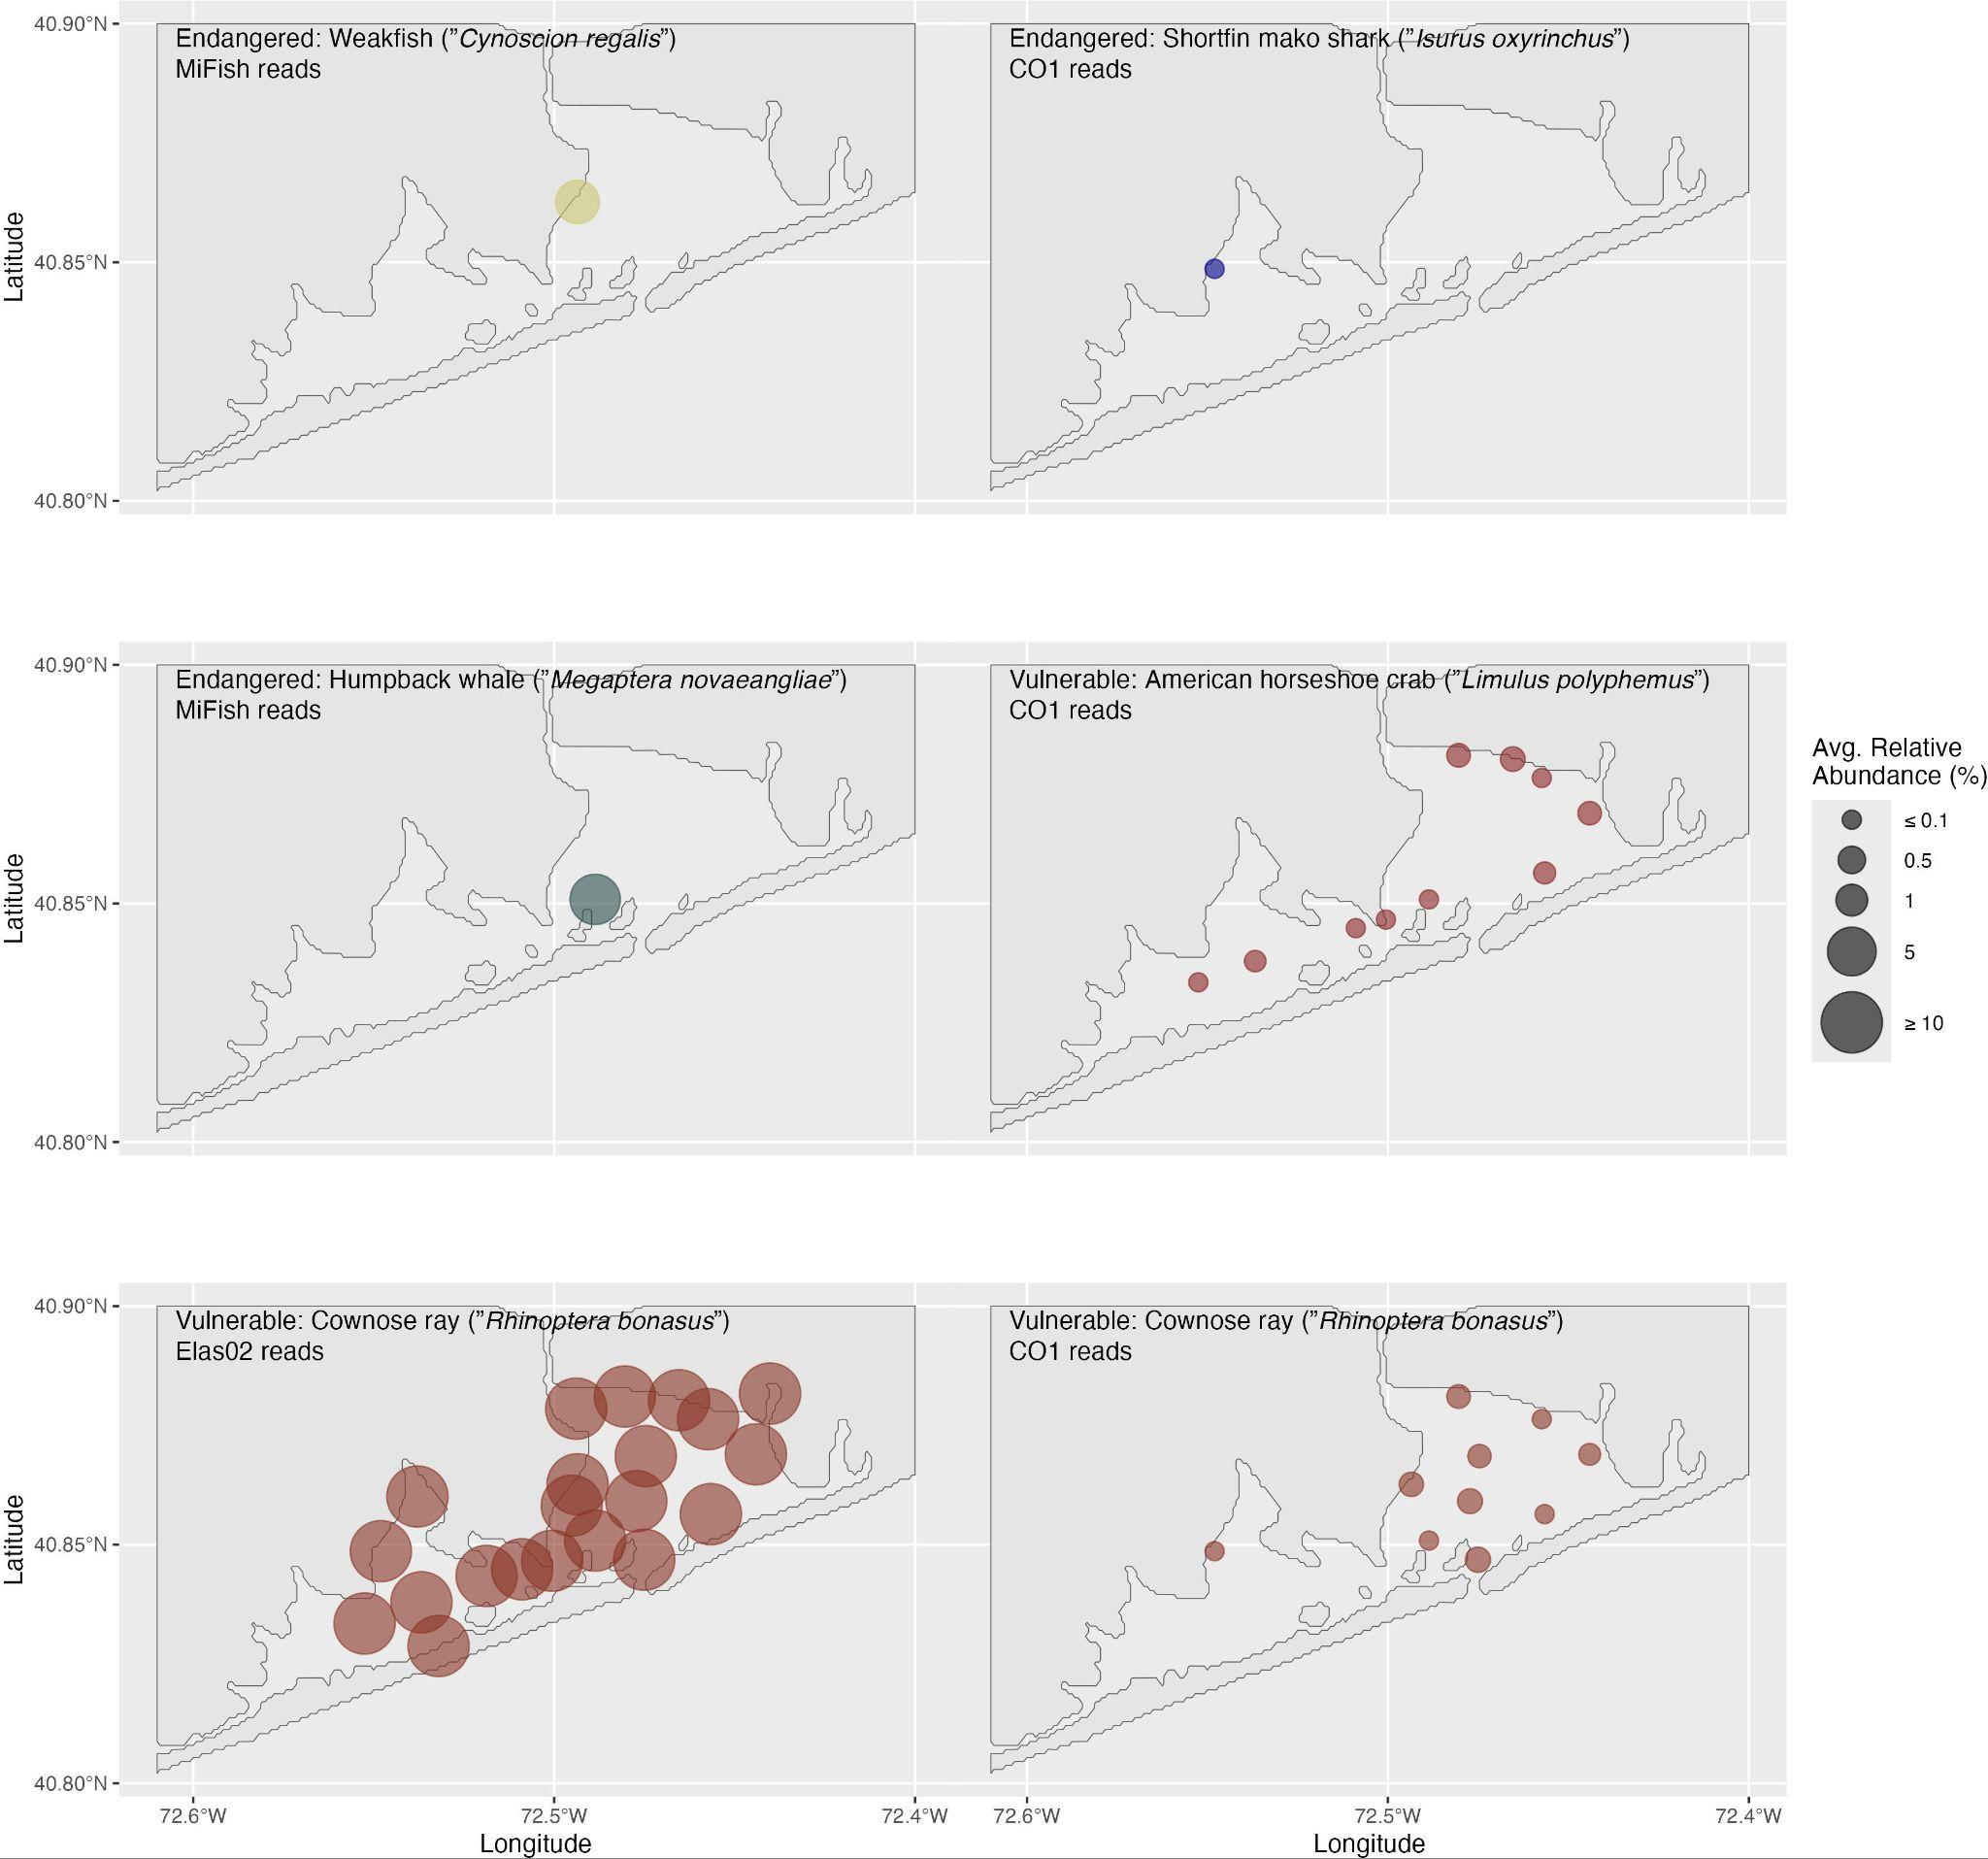 Endangered: Weakfish (”Cynoscion regalis”)
MiFish reads
Endangered: Shortfin mako shark (”Isurus oxyrinchus”)
CO1 reads
40.90°N
40.85°N
40.80°N
Latitude
Endangered: Humpback whale (”Megaptera novaeangliae”)
MiFish reads
Vulnerable: American horseshoe crab (”Limulus polyphemus”)
CO1 reads
40.90°N
40.85°N
40.80°N
Latitude
Avg. Relative
Abundance (%)
≤ 0.1
0.5
1
5
≥ 10
Vulnerable: Cownose ray (”Rhinoptera bonasus”)
Elas02 reads
Vulnerable: Cownose ray (”Rhinoptera bonasus”)
CO1 reads
40.90°N
40.85°N
40.80°N
Latitude
72.6°W 72.5°W 72.4°W 72.6°W 72.5°W 72.4°W
Longitude Longitude